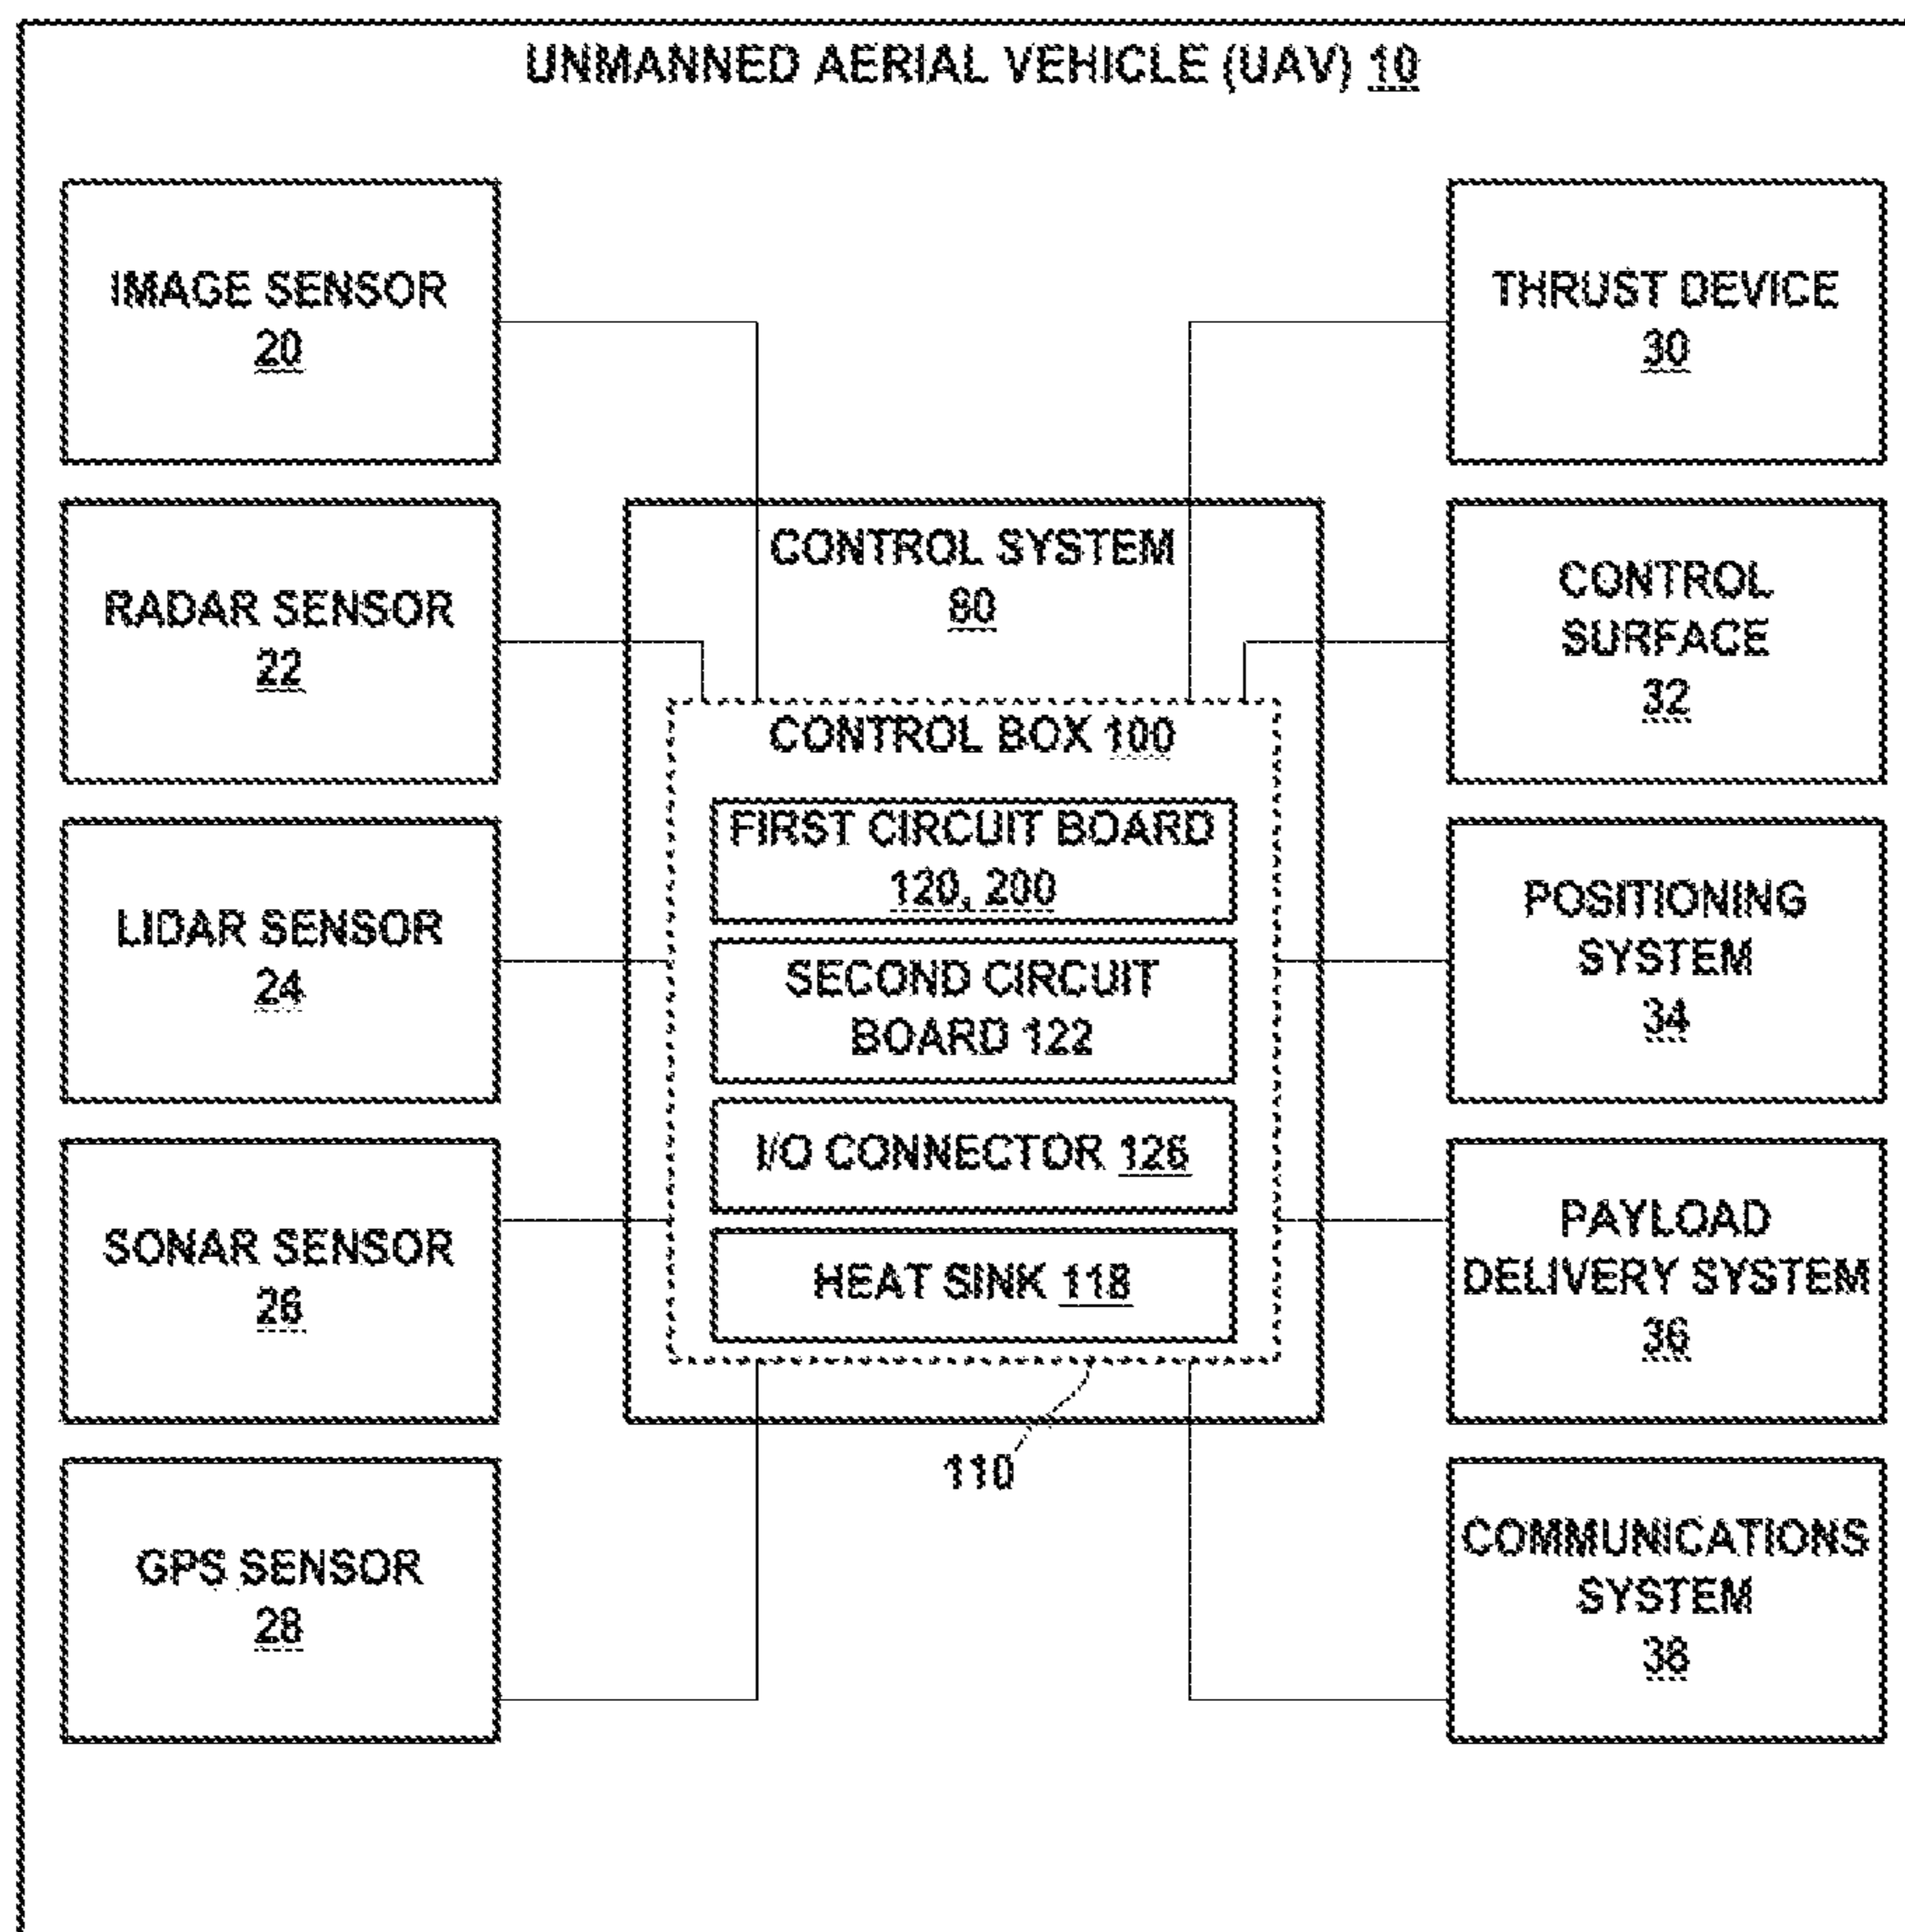 UNMANNED AERIAL VEHICLE (UAV) 10
IMAGE SENSOR
20
RADAR SENSOR
22
LIDAR SENSOR
24
SONAR SENSOR
26
GPS SENSOR
28
CONTROL SYSTEM
80
CONTROL BOX 100
FIRST CIRCUIT BOARD
120, 200
SECOND CIRCUIT
BOARD 122
I/O CONNECTOR 126
HEAT SINK 118
110
THRUST DEVICE
30
CONTROL
SURFACE
32
POSITIONING
SYSTEM
34
PAYLOAD
DELIVERY SYSTEM
36
COMMUNICATIONS
SYSTEM
38